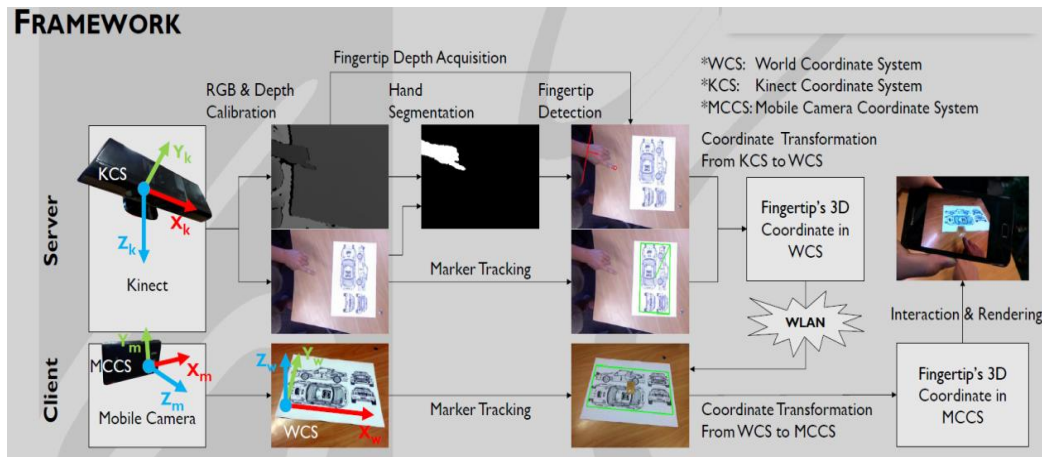 FRAMEWORK
Fingertip Depth Acquisition
*WCS: World Coordinate System
*KCS: Kinect Coordinate System
*MCCS: Mobile Camera Coordinate System
RGB & Depth
Calibration
Hand
Segmentation
Fingertip
Detection
Coordinate Transformation
From KCS to WCS
Server
KCS
Yk
Xk
Zk
Kinect
Marker Tracking
Fingertip's 3D
Coordinate in
WCS
WLAN
Interaction & Rendering
Client
MCCS
Ym
Xm
Zm
Mobile Camera
Zw
Yw
Xw
WCS
Marker Tracking
Coordinate Transformation
From WCS to MCCS
Fingertip's 3D
Coordinate in
MCCS